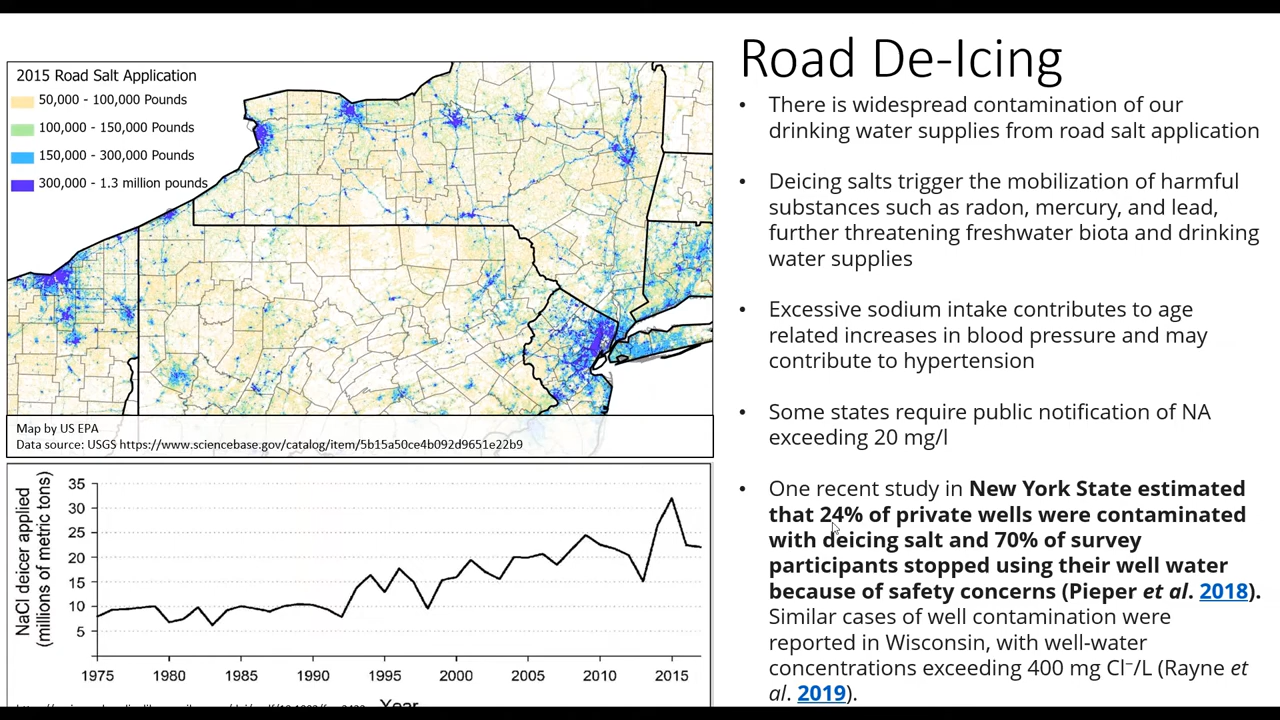 Road De-Icing
2015 Road Salt Application
50,000 - 100,000 Pounds
100,000 - 150,000 Pounds
150,000 - 300,000 Pounds
300,000 - 1.3 million pounds
Map by US EPA
Data source: USGS https://www.sciencebase.gov/catalog/item/5b15a50ce4b092d9651e22b9
NaCl deicer applied
(millions of metric tons)
35
30
25
20
15
10
5
1975
1980
1985
1990
1995
2000
2005
2010
2015
Year
• There is widespread contamination of our
drinking water supplies from road salt application
• Deicing salts trigger the mobilization of harmful
substances such as radon, mercury, and lead,
further threatening freshwater biota and drinking
water supplies
• Excessive sodium intake contributes to age
related increases in blood pressure and may
contribute to hypertension
• Some states require public notification of NA
exceeding 20 mg/l
• One recent study in New York State estimated
that 24% of private wells were contaminated
with deicing salt and 70% of survey
participants stopped using their well water
because of safety concerns (Pieper et al. 2018).
Similar cases of well contamination were
reported in Wisconsin, with well-water
concentrations exceeding 400 mg Cl⁻/L (Rayne et
al. 2019).